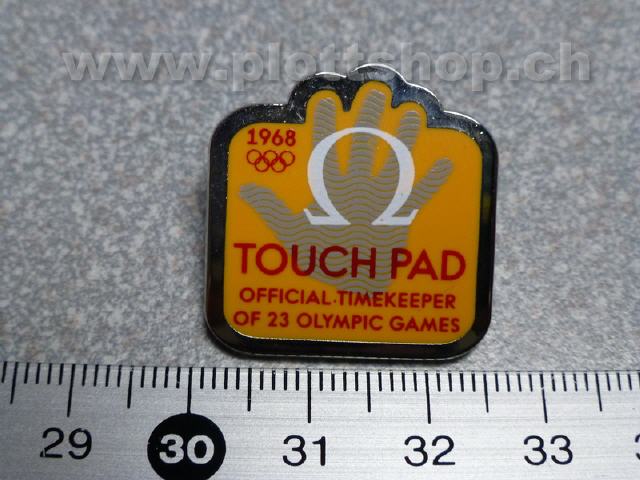 www.plottshop.ch
1968
Ω
TOUCH PAD
OFFICIAL·TIMEKEEPER
OF 23 OLYMPIC GAMES
29 30 31 32 33